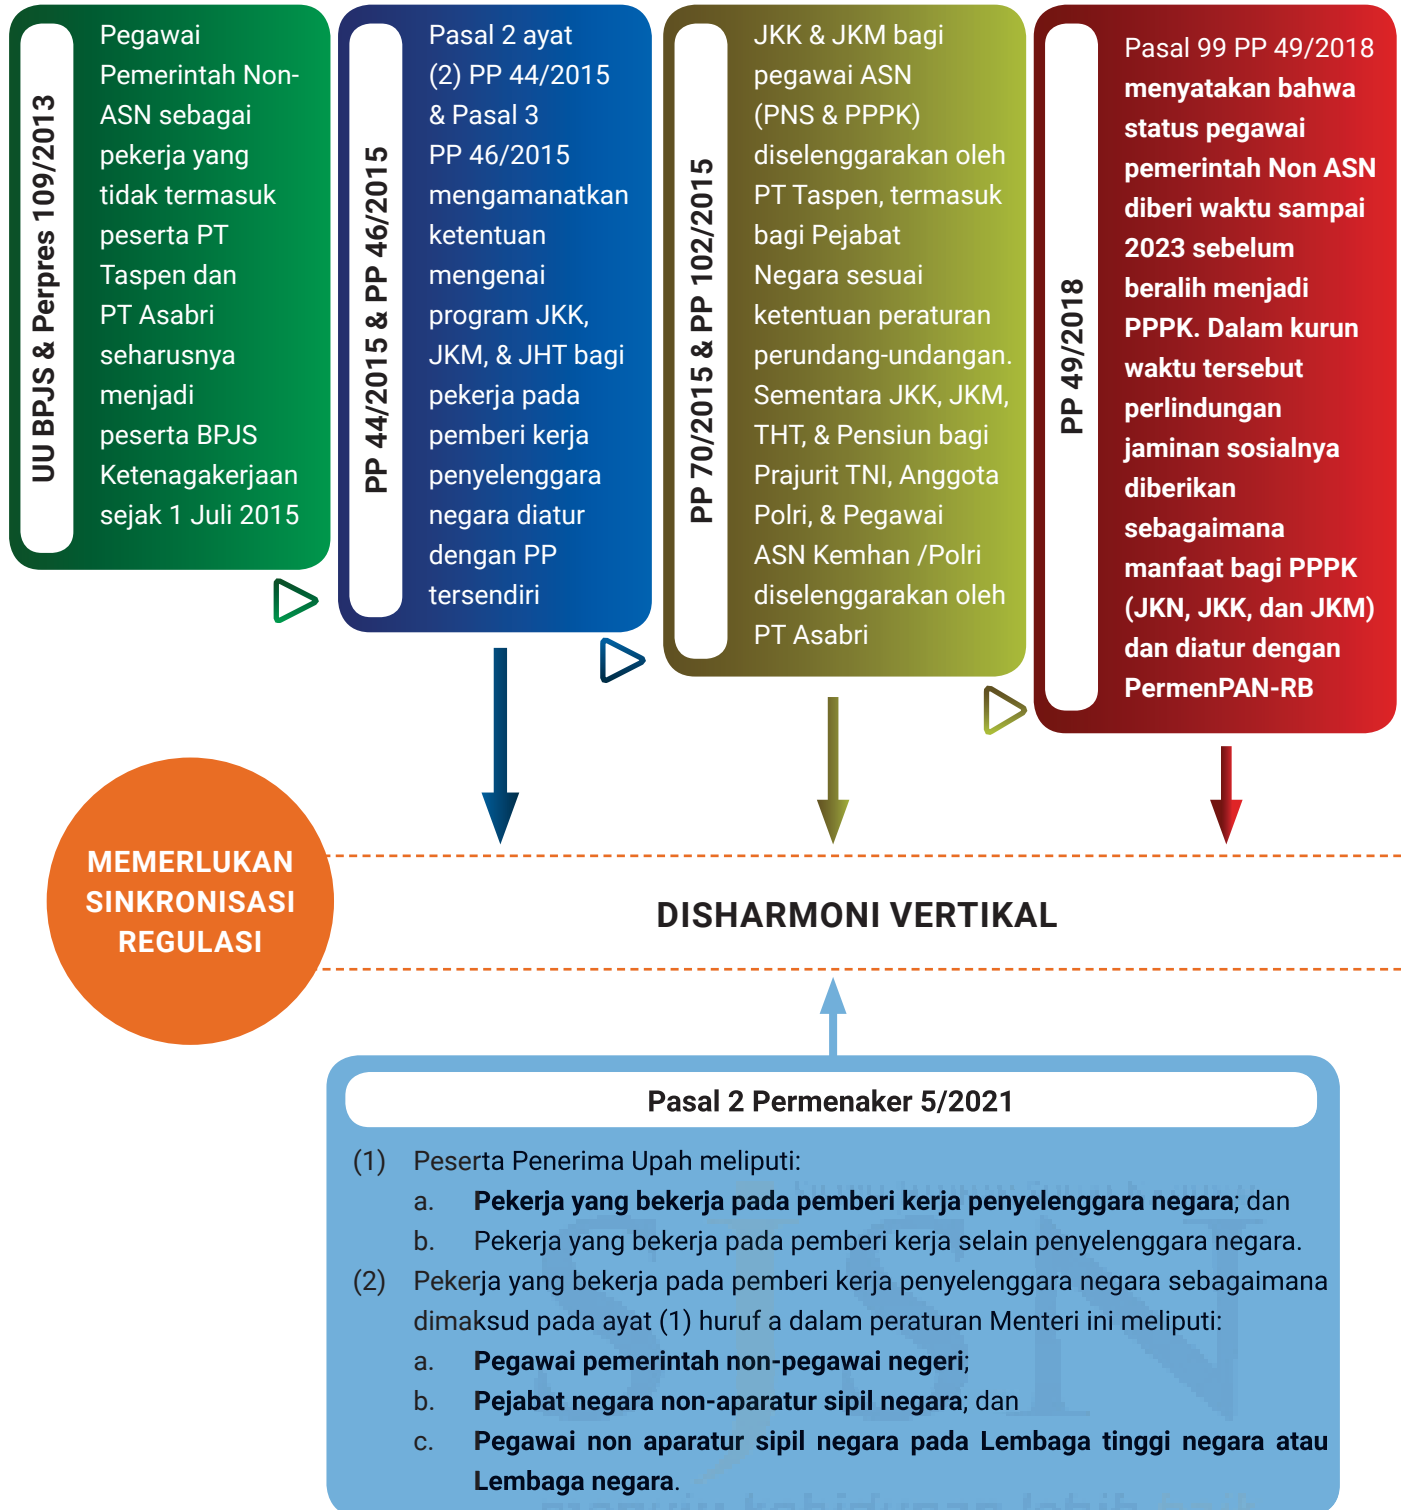 UU BPJS & Perpres 109/2013
Pegawai
Pemerintah Non-
ASN sebagai
pekerja yang
tidak termasuk
peserta PT
Taspen dan
PT Asabri
seharusnya
menjadi
peserta BPJS
Ketenagakerjaan
sejak 1 Juli 2015
PP 44/2015 & PP 46/2015
Pasal 2 ayat
(2) PP 44/2015
& Pasal 3
PP 46/2015
mengamanatkan
ketentuan
mengenai
program JKK,
JKM, & JHT bagi
pekerja pada
pemberi kerja
penyelenggara
negara diatur
dengan PP
tersendiri
PP 70/2015 & PP 102/2015
JKK & JKM bagi
pegawai ASN
(PNS & PPPK)
diselenggarakan oleh
PT Taspen, termasuk
bagi Pejabat
Negara sesuai
ketentuan peraturan
perundang-undangan.
Sementara JKK, JKM,
THT, & Pensiun bagi
Prajurit TNI, Anggota
Polri, & Pegawai
ASN Kemhan /Polri
diselenggarakan oleh
PT Asabri
PP 49/2018
Pasal 99 PP 49/2018
menyatakan bahwa
status pegawai
pemerintah Non ASN
diberi waktu sampai
2023 sebelum
beralih menjadi
PPPK. Dalam kurun
waktu tersebut
perlindungan
jaminan sosialnya
diberikan
sebagaimana
manfaat bagi PPPK
(JKN, JKK, dan JKM)
dan diatur dengan
PermenPAN-RB
MEMERLUKAN
SINKRONISASI
REGULASI
DISHARMONI VERTIKAL
Pasal 2 Permenaker 5/2021
(1) Peserta Penerima Upah meliputi:
a. Pekerja yang bekerja pada pemberi kerja penyelenggara negara; dan
b. Pekerja yang bekerja pada pemberi kerja selain penyelenggara negara.
(2) Pekerja yang bekerja pada pemberi kerja penyelenggara negara sebagaimana
dimaksud pada ayat (1) huruf a dalam peraturan Menteri ini meliputi:
a. Pegawai pemerintah non-pegawai negeri;
b. Pejabat negara non-aparatur sipil negara; dan
c. Pegawai non aparatur sipil negara pada Lembaga tinggi negara atau
Lembaga negara.
SJSN